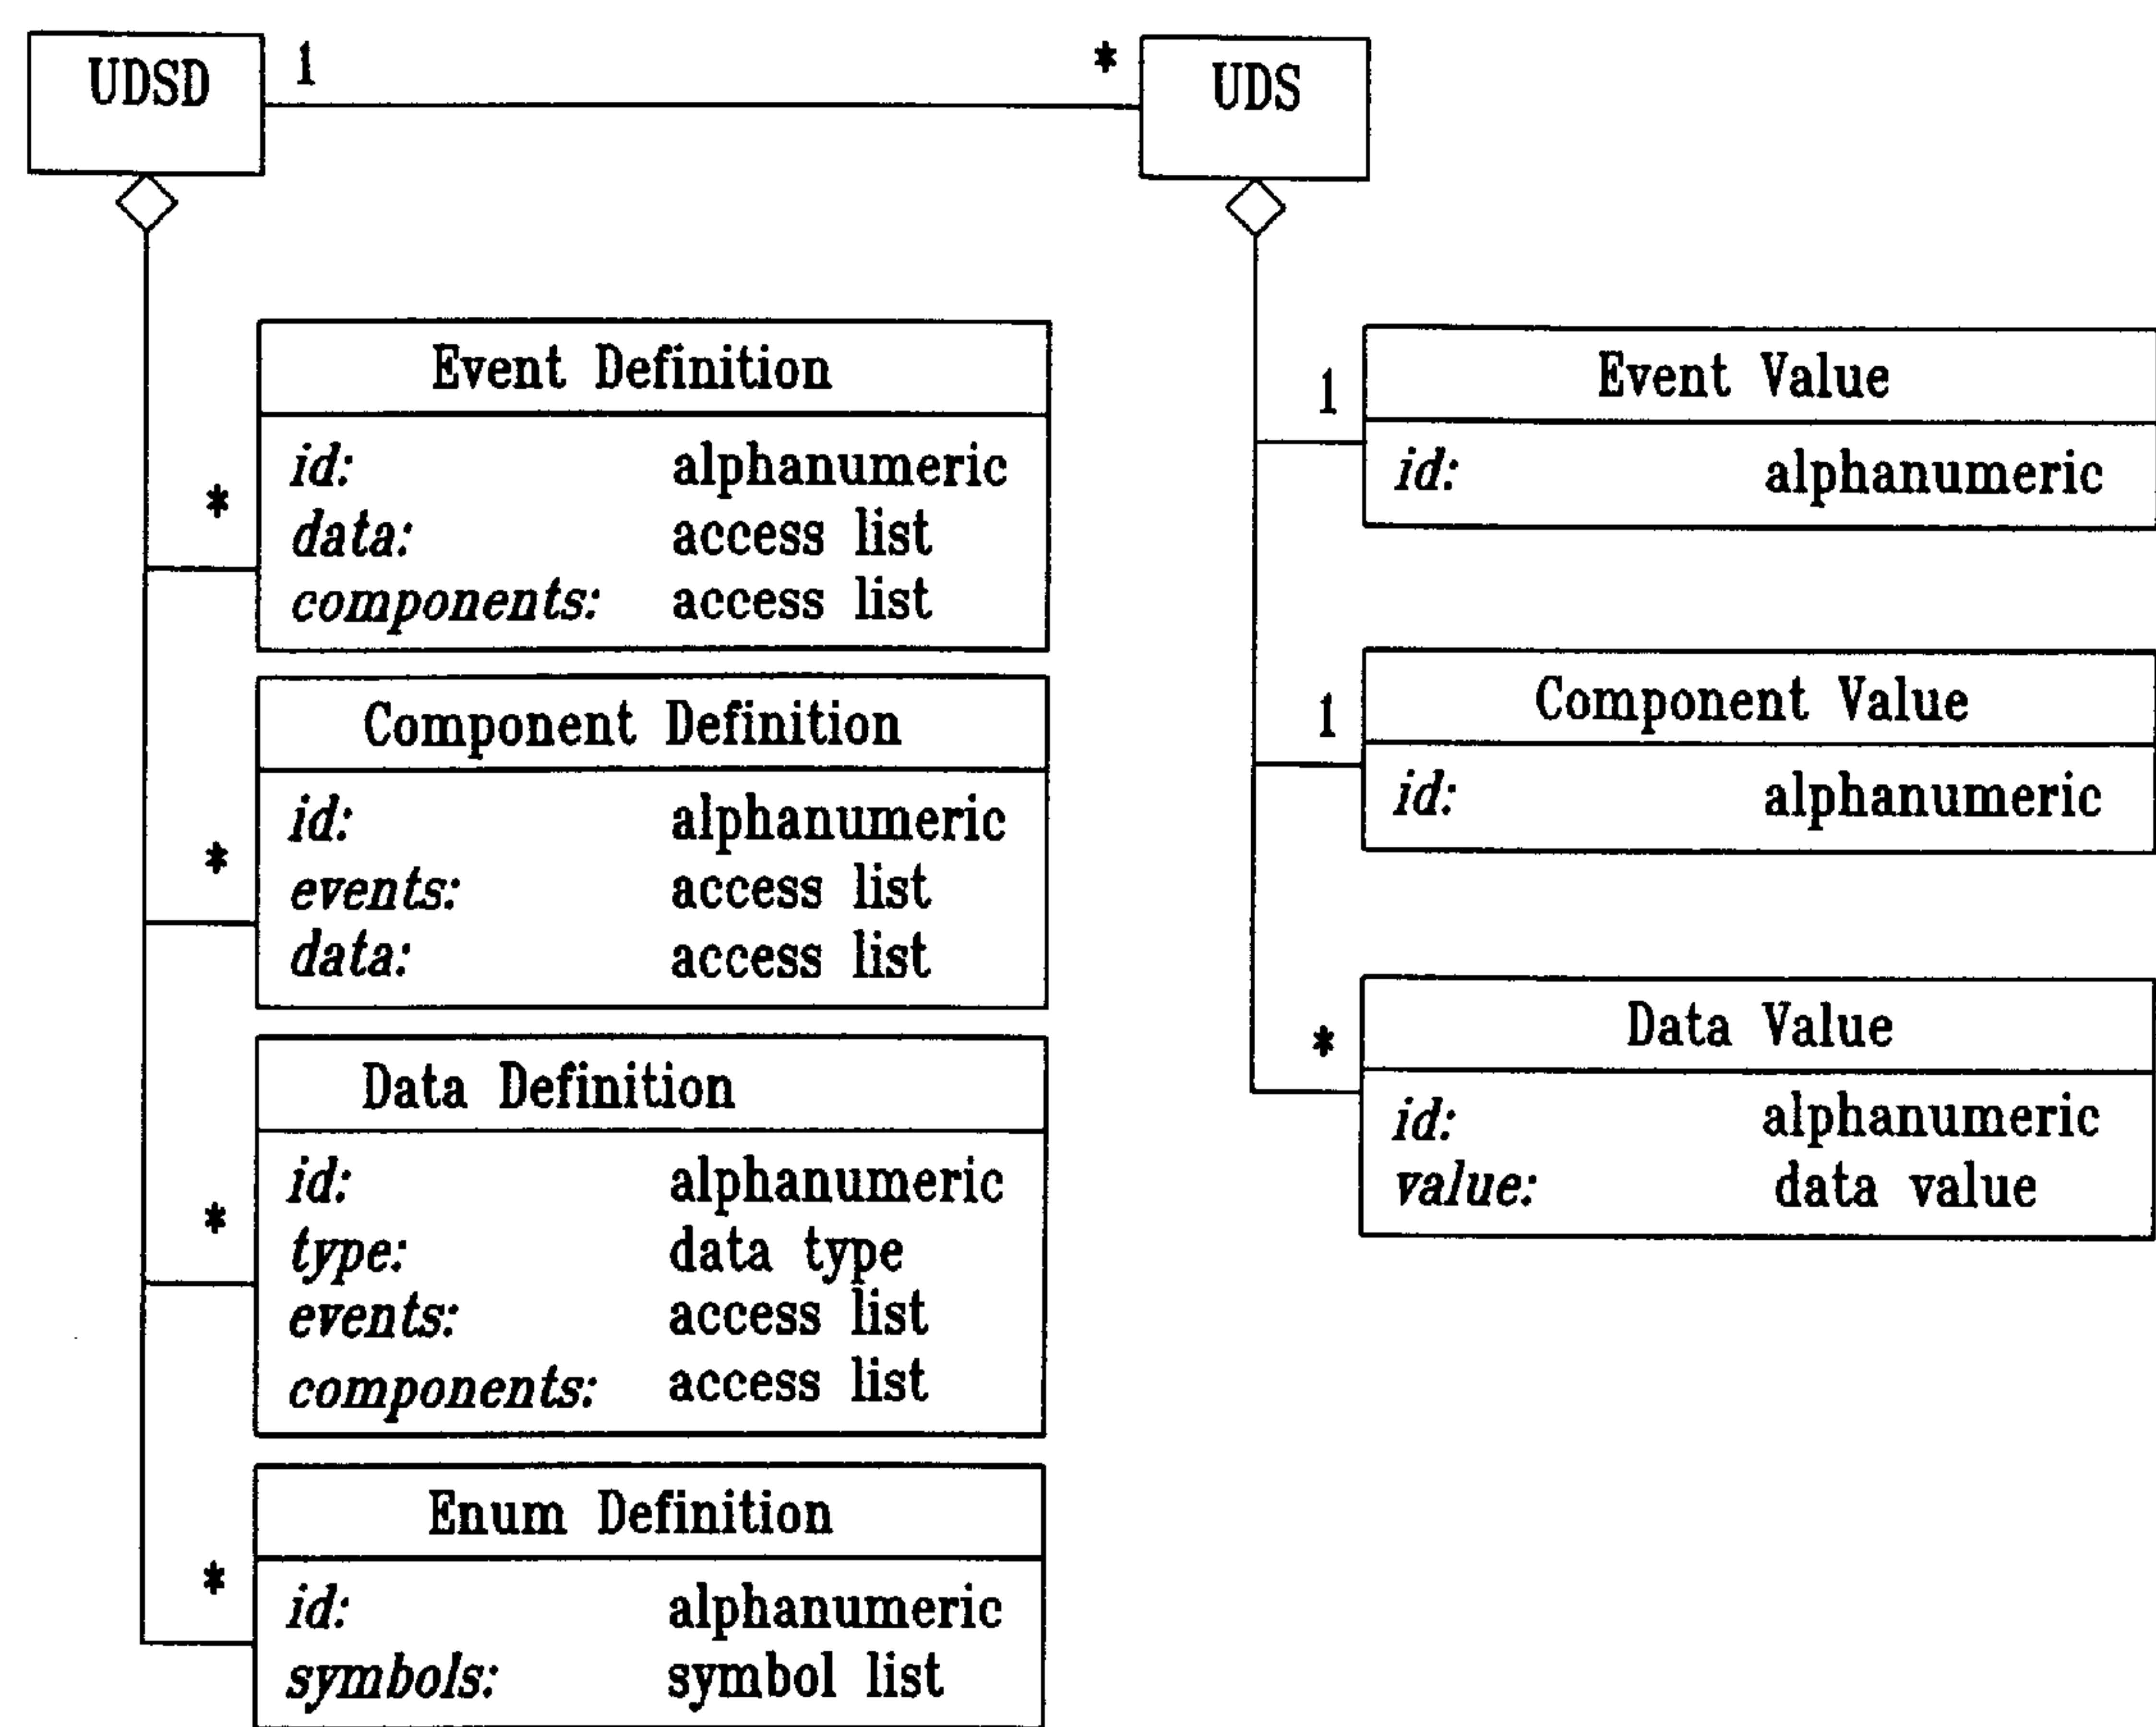 UDSD 1 * UDS
Event Definition
* id: alphanumeric
data: access list
components: access list
Component Definition
* id: alphanumeric
events: access list
data: access list
Data Definition
* id: alphanumeric
type: data type
events: access list
components: access list
Enum Definition
* id: alphanumeric
symbols: symbol list
1 Event Value
id: alphanumeric
1 Component Value
id: alphanumeric
* Data Value
id: alphanumeric
value: data value